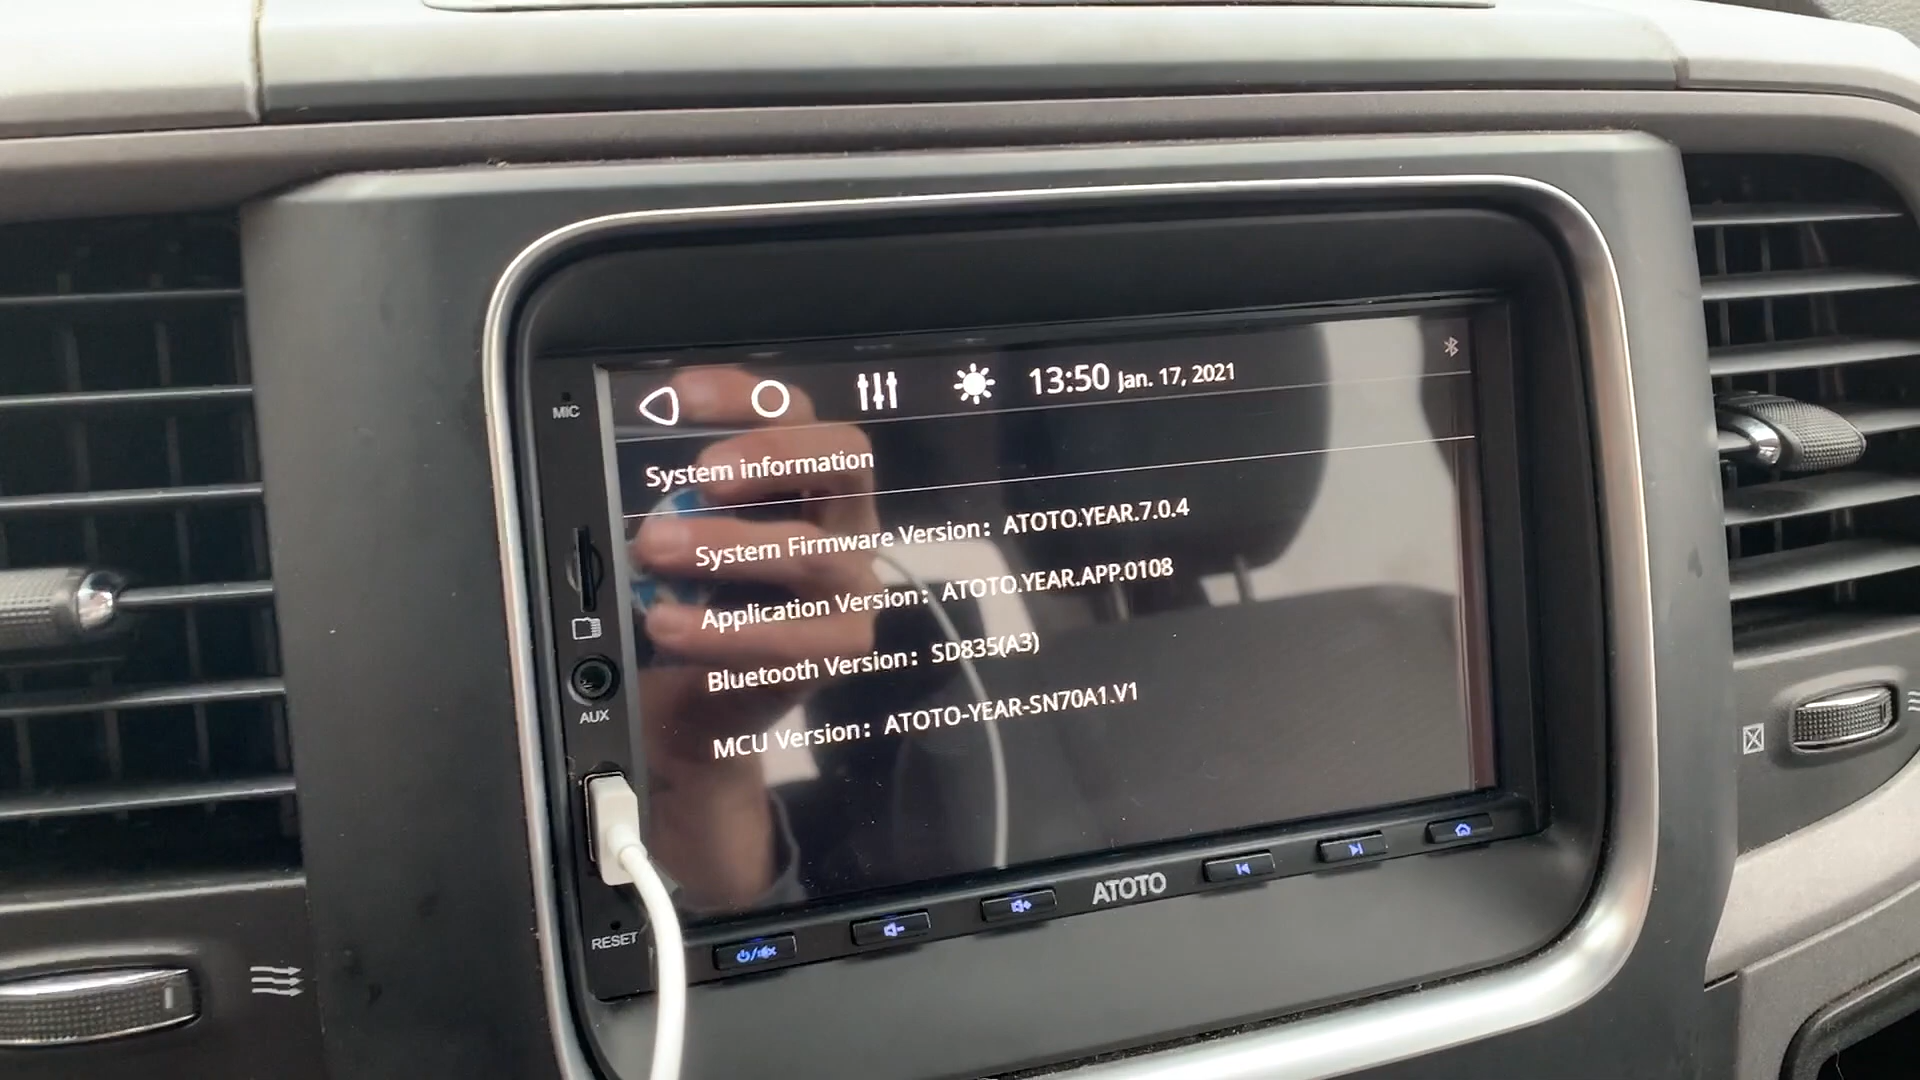 MIC
13:50 Jan. 17, 2021
System information
System Firmware Version: ATOTO.YEAR.7.0.4
Application Version: ATOTO.YEAR.APP.0108
Bluetooth Version: SD835(A3)
MCU Version: ATOTO-YEAR-SN70A1.V1
AUX
RESET
ATOTO